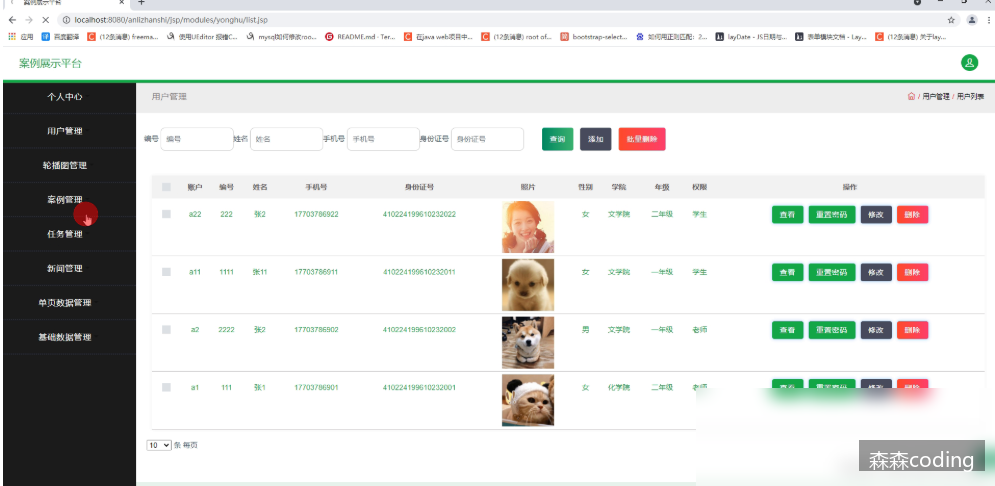 案例展示平台
localhost:8080/anlizhanshi/jsp/modules/yonghu/list.jsp
应用 百度翻译 (12条消息) freema... 使用UEditor 报错C... mysql如何修改roo... README.md · Ter... 在java web项目中... (12条消息) root of... bootstrap-select... 如何用正则匹配：2... layDate - JS日期与... 表单模块文档 - Lay... (12条消息) 关于lay...
案例展示平台
个人中心
用户管理
轮播图管理
案例管理
任务管理
新闻管理
单页数据管理
基础数据管理
用户管理 / 用户管理 / 用户列表
编号 编号 姓名 姓名 手机号 手机号 身份证号 身份证号 查询 添加 批量删除
账户 编号 姓名 手机号 身份证号 照片 性别 学院 年级 权限 操作
a22 222 张2 17703786922 410224199610232022 女 文学院 二年级 学生 查看 重置密码 修改 删除
a11 1111 张11 17703786911 410224199610232011 女 文学院 一年级 学生 查看 重置密码 修改 删除
a2 2222 张2 17703786902 410224199610232002 男 文学院 一年级 老师 查看 重置密码 修改 删除
a1 111 张1 17703786901 410224199610232001 女 化学院 二年级 老师
10 条 每页
森森coding